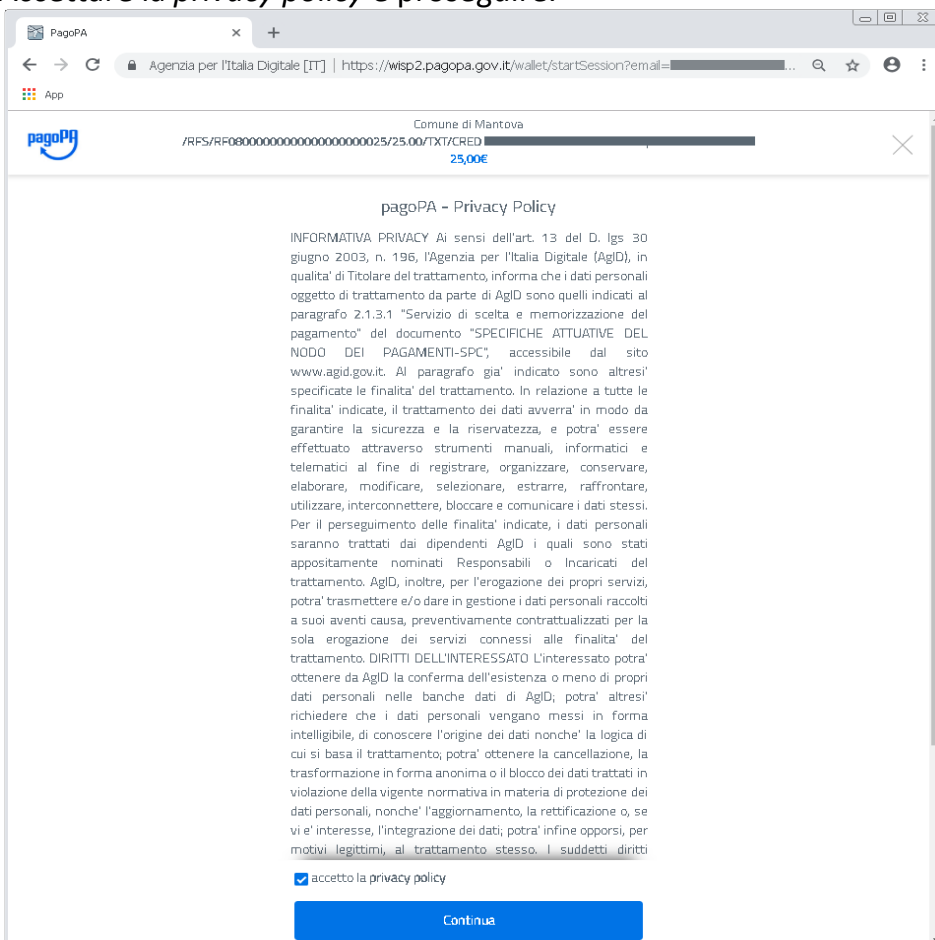 Accettare la privacy policy e proseguire.
PagoPA
Agenzia per l'Italia Digitale [IT] | https://wisp2.pagopa.gov.it/wallet/startSession?email= ...
App
pagoPA
Comune di Mantova
/RFS/RF0800000000000000000025/25.00/TXT/CRED
25,00€
pagoPA - Privacy Policy
INFORMATIVA PRIVACY Ai sensi dell'art. 13 del D. lgs 30
giugno 2003, n. 196, l'Agenzia per l'Italia Digitale (AgID), in
qualita' di Titolare del trattamento, informa che i dati personali
oggetto di trattamento da parte di AgID sono quelli indicati al
paragrafo 2.1.3.1 "Servizio di scelta e memorizzazione del
pagamento" del documento "SPECIFICHE ATTUATIVE DEL
NODO DEI PAGAMENTI-SPC", accessibile dal sito
www.agid.gov.it. Al paragrafo gia' indicato sono altresi'
specificate le finalita' del trattamento. In relazione a tutte le
finalita' indicate, il trattamento dei dati avverra' in modo da
garantire la sicurezza e la riservatezza, e potra' essere
effettuato attraverso strumenti manuali, informatici e
telematici al fine di registrare, organizzare, conservare,
elaborare, modificare, selezionare, estrarre, raffrontare,
utilizzare, interconnettere, bloccare e comunicare i dati stessi.
Per il perseguimento delle finalita' indicate, i dati personali
saranno trattati dai dipendenti AgID i quali sono stati
appositamente nominati Responsabili o Incaricati del
trattamento. AgID, inoltre, per l'erogazione dei propri servizi,
potra' trasmettere e/o dare in gestione i dati personali raccolti
a suoi aventi causa, preventivamente contrattualizzati per la
sola erogazione dei servizi connessi alle finalita' del
trattamento. DIRITTI DELL'INTERESSATO L'interessato potra'
ottenere da AgID la conferma dell'esistenza o meno di propri
dati personali nelle banche dati di AgID; potra' altresi'
richiedere che i dati personali vengano messi in forma
intelligibile, di conoscere l'origine dei dati nonche' la logica di
cui si basa il trattamento; potra' ottenere la cancellazione, la
trasformazione in forma anonima o il blocco dei dati trattati in
violazione della vigente normativa in materia di protezione dei
dati personali, nonche' l'aggiornamento, la rettificazione o, se
vi e' interesse, l'integrazione dei dati; potra' infine opporsi, per
motivi legittimi, al trattamento stesso. I suddetti diritti
accetto la privacy policy
Continua